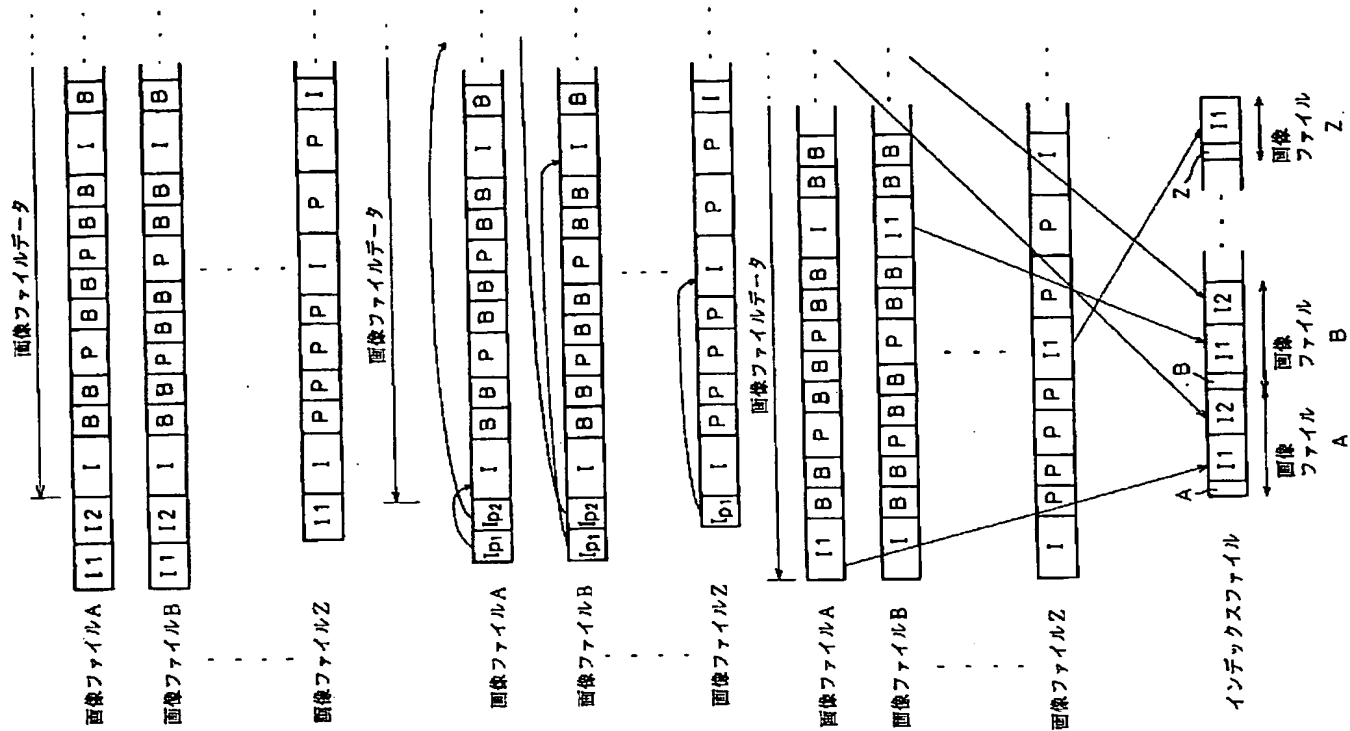 画像ファイルデータ
画像ファイルA I1 I2 I B B P B B P B B I B ・・・
画像ファイルB I1 I2 I B B P B B P B B I B ・・・
画像ファイルZ I1 I P P P P I P P I ・・・
画像ファイルデータ
画像ファイルA Ip1 Ip2 I B B P B B P B B I B ・・・
画像ファイルB Ip1 Ip2 I B B P B B P B B I B ・・・
画像ファイルZ Ip1 I P P P P I P P I ・・・
画像ファイルデータ
画像ファイルA I1 B B P B B P B B I B B ・・・
画像ファイルB I B B P B B P B B I1 B B ・・・
画像ファイルZ I P P P P I1 P P I ・・・
インデックスファイル A I1 I2 B I1 I2 ・・・ Z I1
画像ファイル A
画像ファイル B
画像ファイル Z